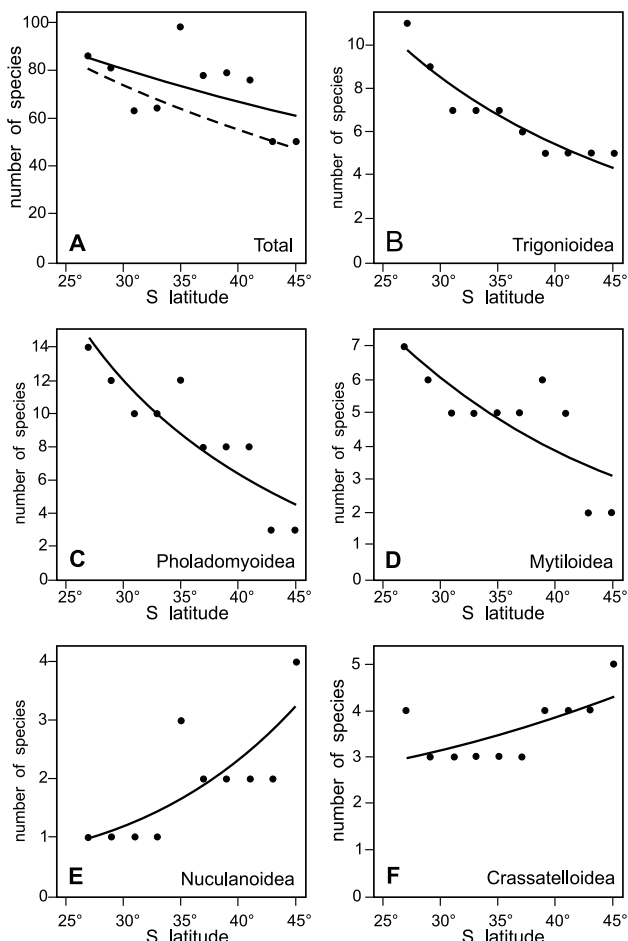 number of species
100
80
60
40
20
0
A
Total
25° 30° 35° 40° 45°
S latitude
number of species
10
8
6
4
2
0
B
Trigonioidea
25° 30° 35° 40° 45°
S latitude
number of species
14
12
10
8
6
4
2
0
C
Pholadomyoidea
25° 30° 35° 40° 45°
S latitude
number of species
7
6
5
4
3
2
1
0
D
Mytiloidea
25° 30° 35° 40° 45°
S latitude
number of species
4
3
2
1
0
E
Nuculanoidea
25° 30° 35° 40° 45°
S latitude
number of species
5
4
3
2
1
0
F
Crassatelloidea
25° 30° 35° 40° 45°
S latitude